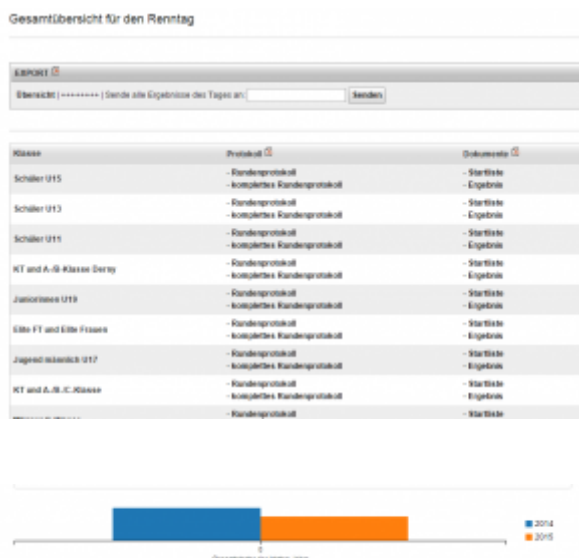 Gesamtübersicht für den Renntag
EXPORT
Übersicht | •••••••• | Sende alle Ergebnisse des Tages an: Senden
Klasse Protokoll Dokumente
Schüler U15 - Rundenprotokoll - Startliste
- komplettes Rundenprotokoll - Ergebnis
Schüler U13 - Rundenprotokoll - Startliste
- komplettes Rundenprotokoll - Ergebnis
Schüler U11 - Rundenprotokoll - Startliste
- komplettes Rundenprotokoll - Ergebnis
KT and A-/B-Klasse Derny - Rundenprotokoll - Startliste
- komplettes Rundenprotokoll - Ergebnis
Juniorinnen U19 - Rundenprotokoll - Startliste
- komplettes Rundenprotokoll - Ergebnis
Elite FT und Elite Frauen - Rundenprotokoll - Startliste
- komplettes Rundenprotokoll - Ergebnis
Jugend männlich U17 - Rundenprotokoll - Startliste
- komplettes Rundenprotokoll - Ergebnis
KT and A-/B-/C-Klasse - Rundenprotokoll - Startliste
- komplettes Rundenprotokoll - Ergebnis
- Rundenprotokoll - Startliste
2014
2015
0